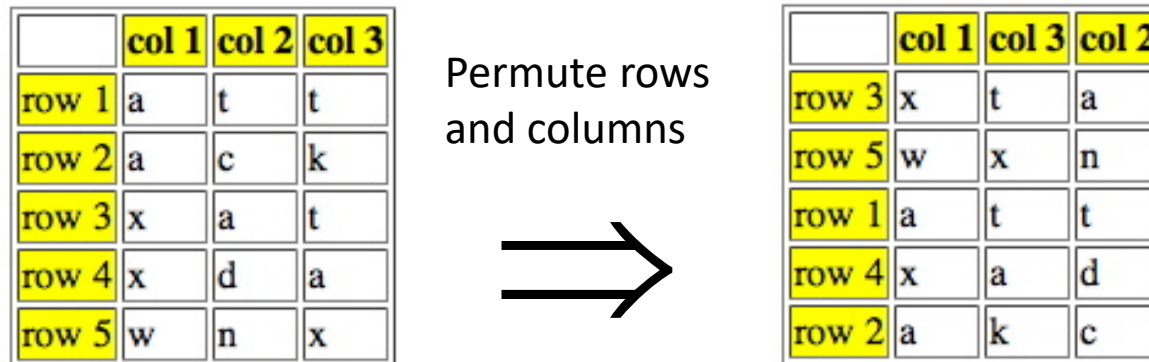 col 1 col 2 col 3
row 1 a t t
row 2 a c k
row 3 x a t
row 4 x d a
row 5 w n x
Permute rows
and columns
col 1 col 3 col 2
row 3 x t a
row 5 w x n
row 1 a t t
row 4 x a d
row 2 a k c